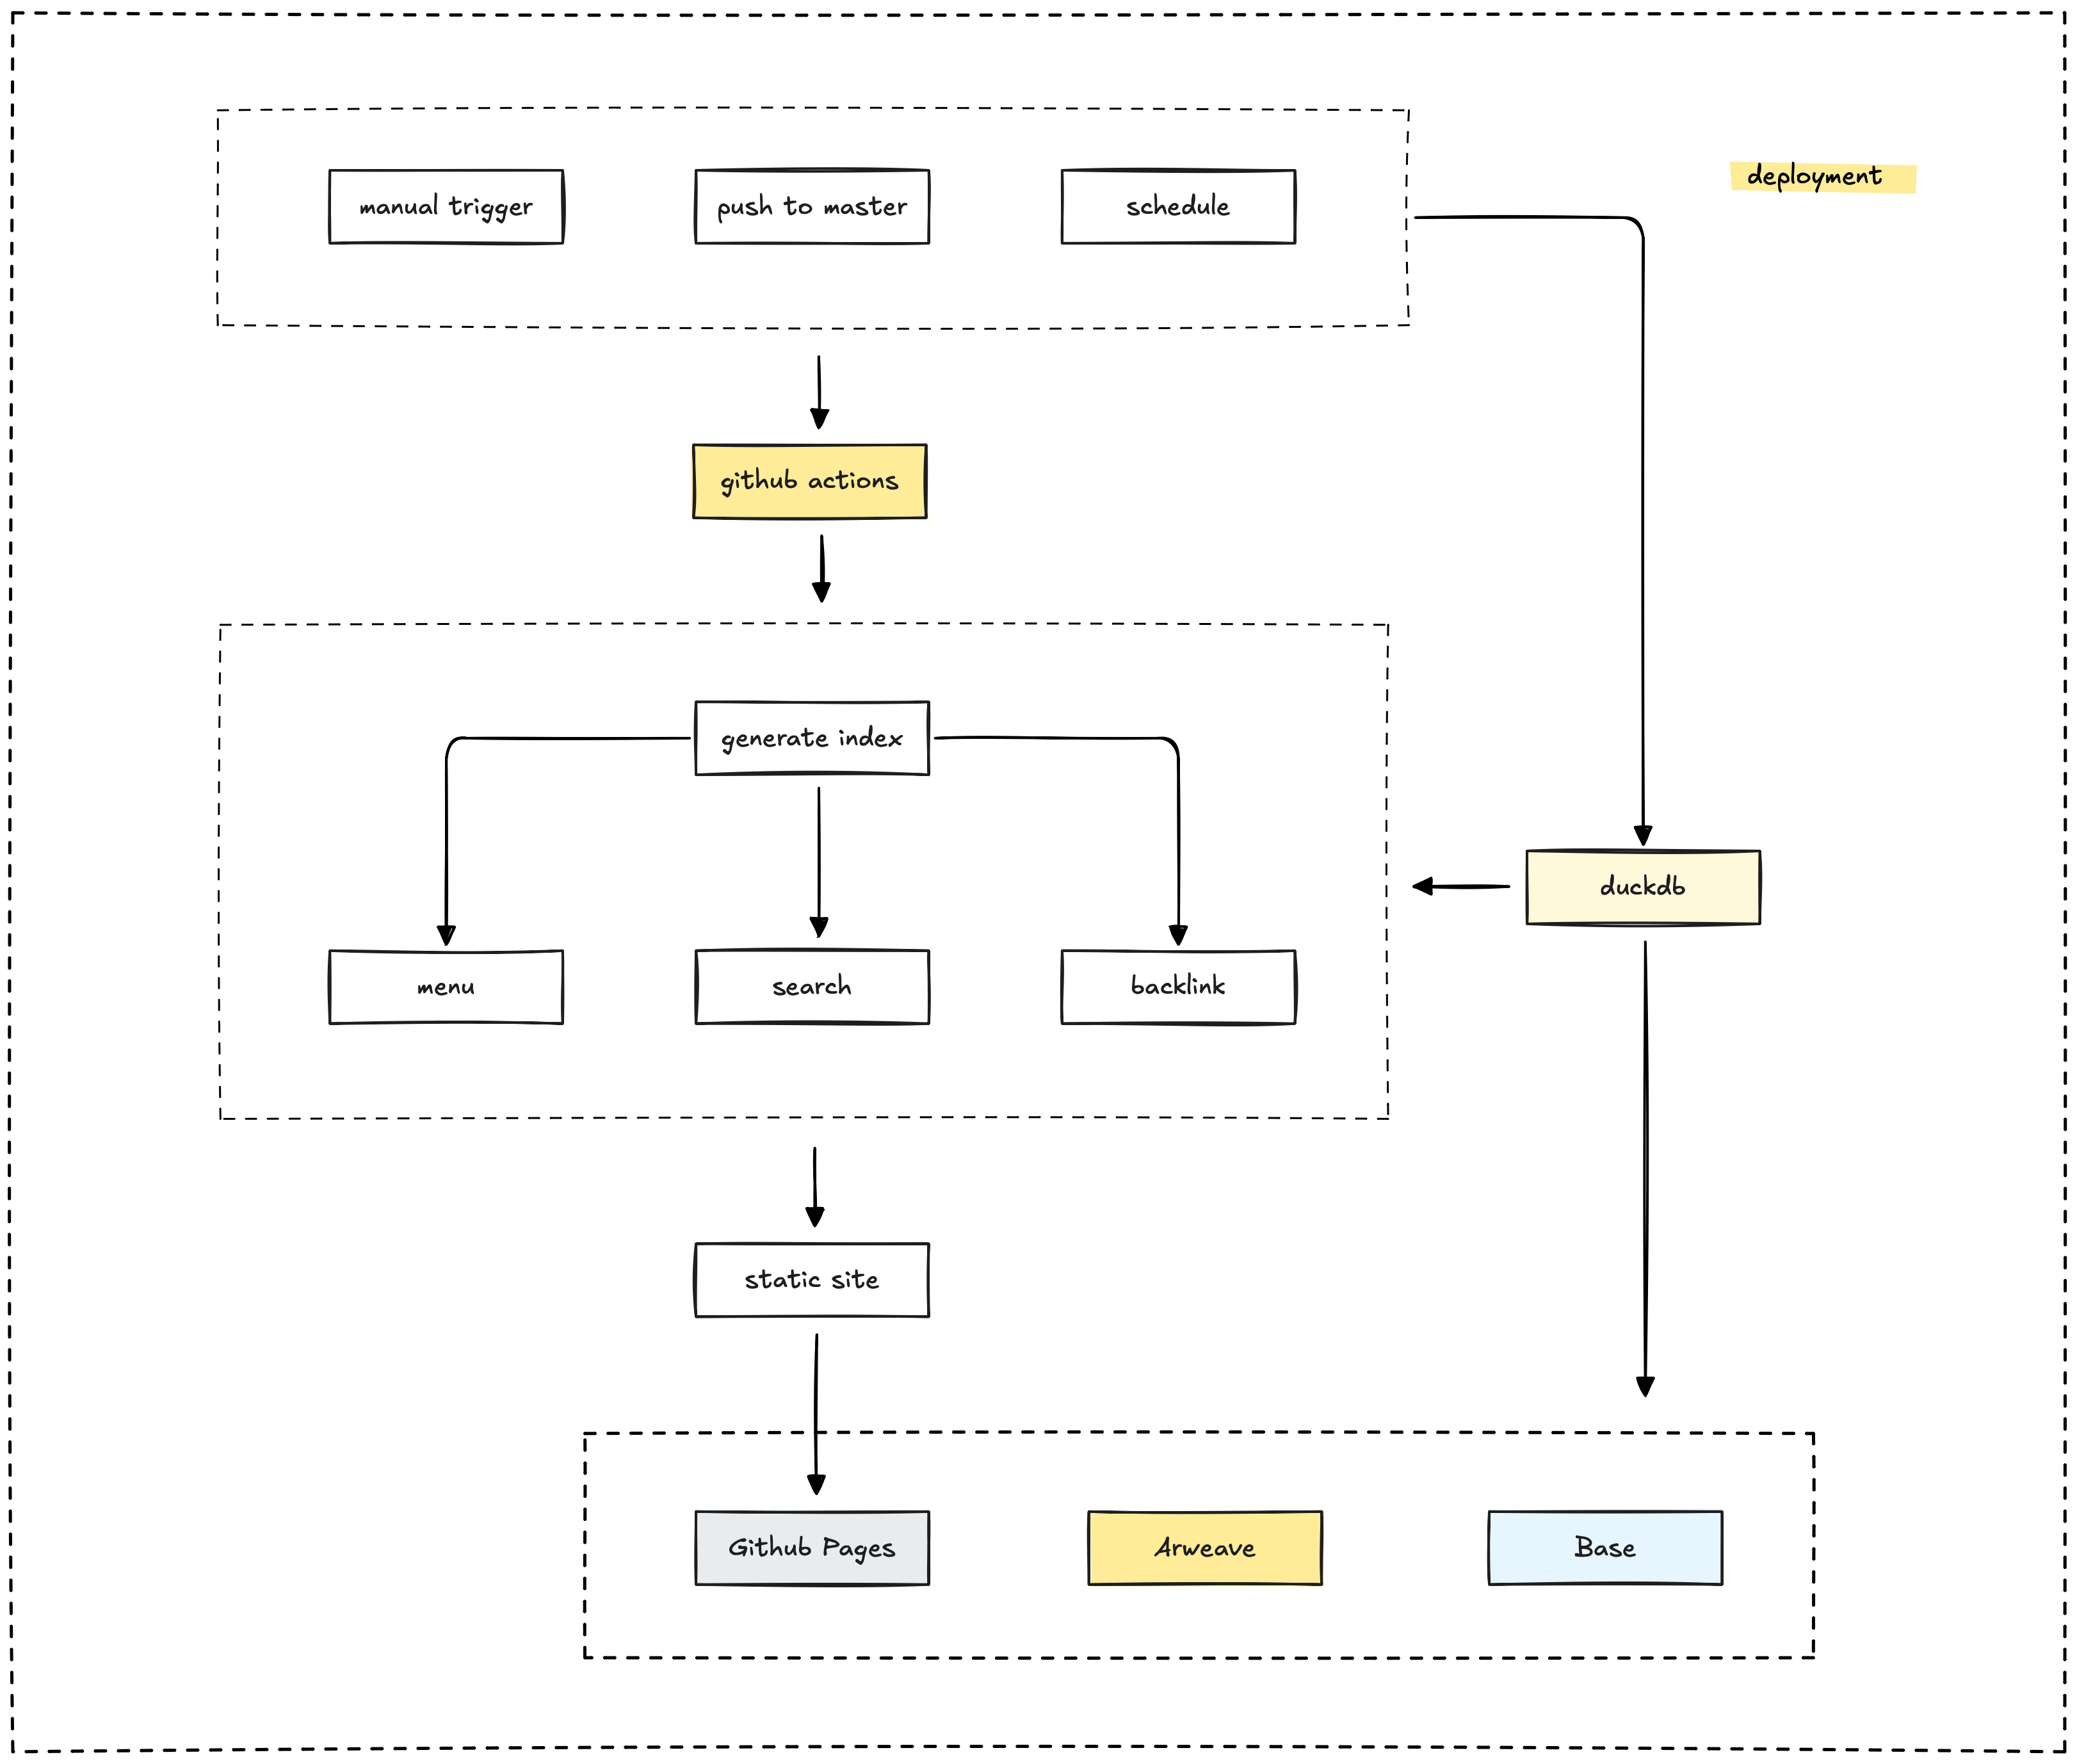 deployment
manual trigger
push to master
schedule
github actions
generate index
duckdb
menu
search
backlink
static site
Github Pages
Arweave
Base